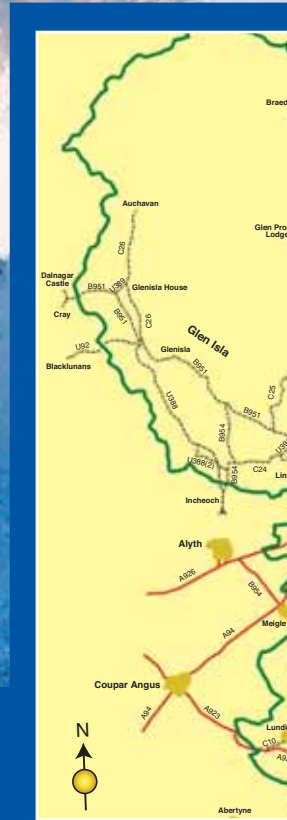 Braed
Auchavan
Glen Pro
Lodge
C26
Dalnagar
Castle
B951
U389
Glenisla House
Cray
B951
C26
Glen Isla
U92
Glenisla
Blacklunans
B951
U388
C25
B951
B954
U39
U388(2)
B954
C24
Lin
Incheoch
Alyth
A926
B954
Meigle
A94
Coupar Angus
A94
A923
Lundi
C10
A92
N
Abertyne